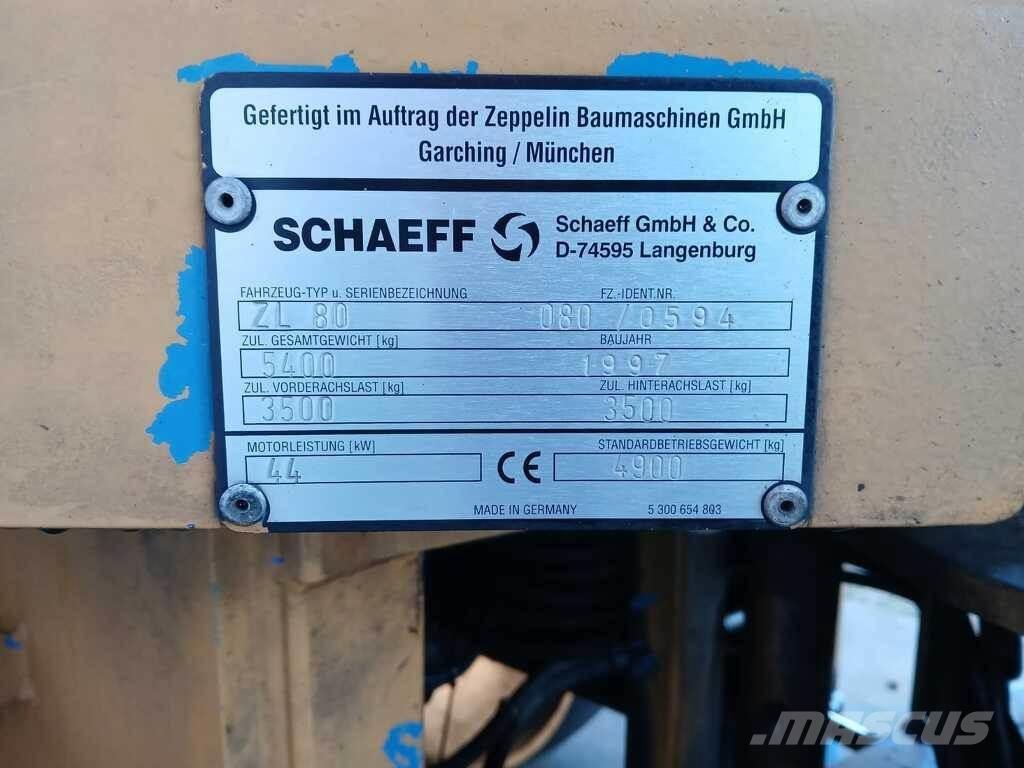 Gefertigt im Auftrag der Zeppelin Baumaschinen GmbH
Garching / München
SCHAEFF
Schaeff GmbH & Co.
D-74595 Langenburg
FAHRZEUG-TYP u. SERIENBEZEICHNUNG FZ.-IDENT.NR.
ZL 80 080 /0594
ZUL. GESAMTGEWICHT [kg] BAUJAHR
5400 1997
ZUL. VORDERACHSLAST [kg] ZUL. HINTERACHSLAST [kg]
3500 3500
MOTORLEISTUNG [kW] STANDARDBETRIEBSGEWICHT [kg]
44 CE 4900
MADE IN GERMANY 5 300 654 803
MASCUS